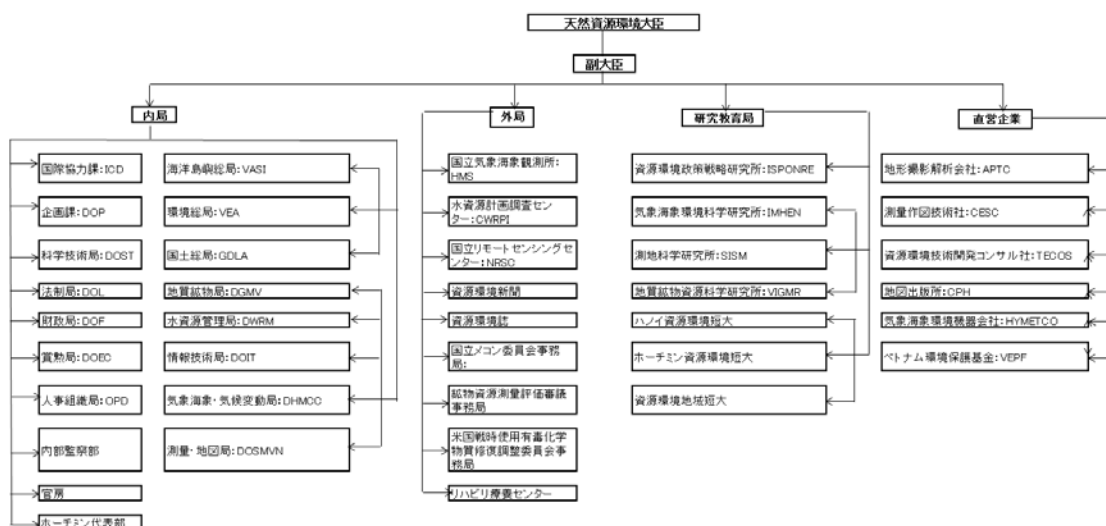 天然資源環境大臣
副大臣
内局
国際協力課:ICD
企画課:DOP
科学技術局:DOST
法制局:DOL
財政局:DOF
賞勲局:DOEC
人事組織局:OPD
内部監察部
官房
ホーチミン代表部
海洋島嶼総局:VASI
環境総局:VEA
国土総局:GDLA
地質鉱物局:DGMV
水資源管理局:DWRM
情報技術局:DOIT
気象海象・気候変動局:DHMCC
測量・地図局:DOSMVN
外局
国立気象海象観測所:
HMS
水資源計画調査セン
ター:CWRPI
国立リモートセンシングセ
ンター:NRSC
資源環境新聞
資源環境誌
国立メコン委員会事務
局:
鉱物資源測量評価審議
事務局
米国戦時使用有毒化学
物質修復調整委員会事
務局
リハビリ療養センター
研究教育局
資源環境政策戦略研究所:ISPONRE
気象海象環境科学研究所:IMHEN
測地科学研究所:SISM
地質鉱物資源科学研究所:VIGMR
ハノイ資源環境短大
ホーチミン資源環境短大
資源環境地域短大
直営企業
地形撮影解析会社:APTC
測量作図技術社:CESC
資源環境技術開発コンサル社:TECOS
地図出版所:CPH
気象海象環境機器会社:HYMETCO
ベトナム環境保護基金:VEPF